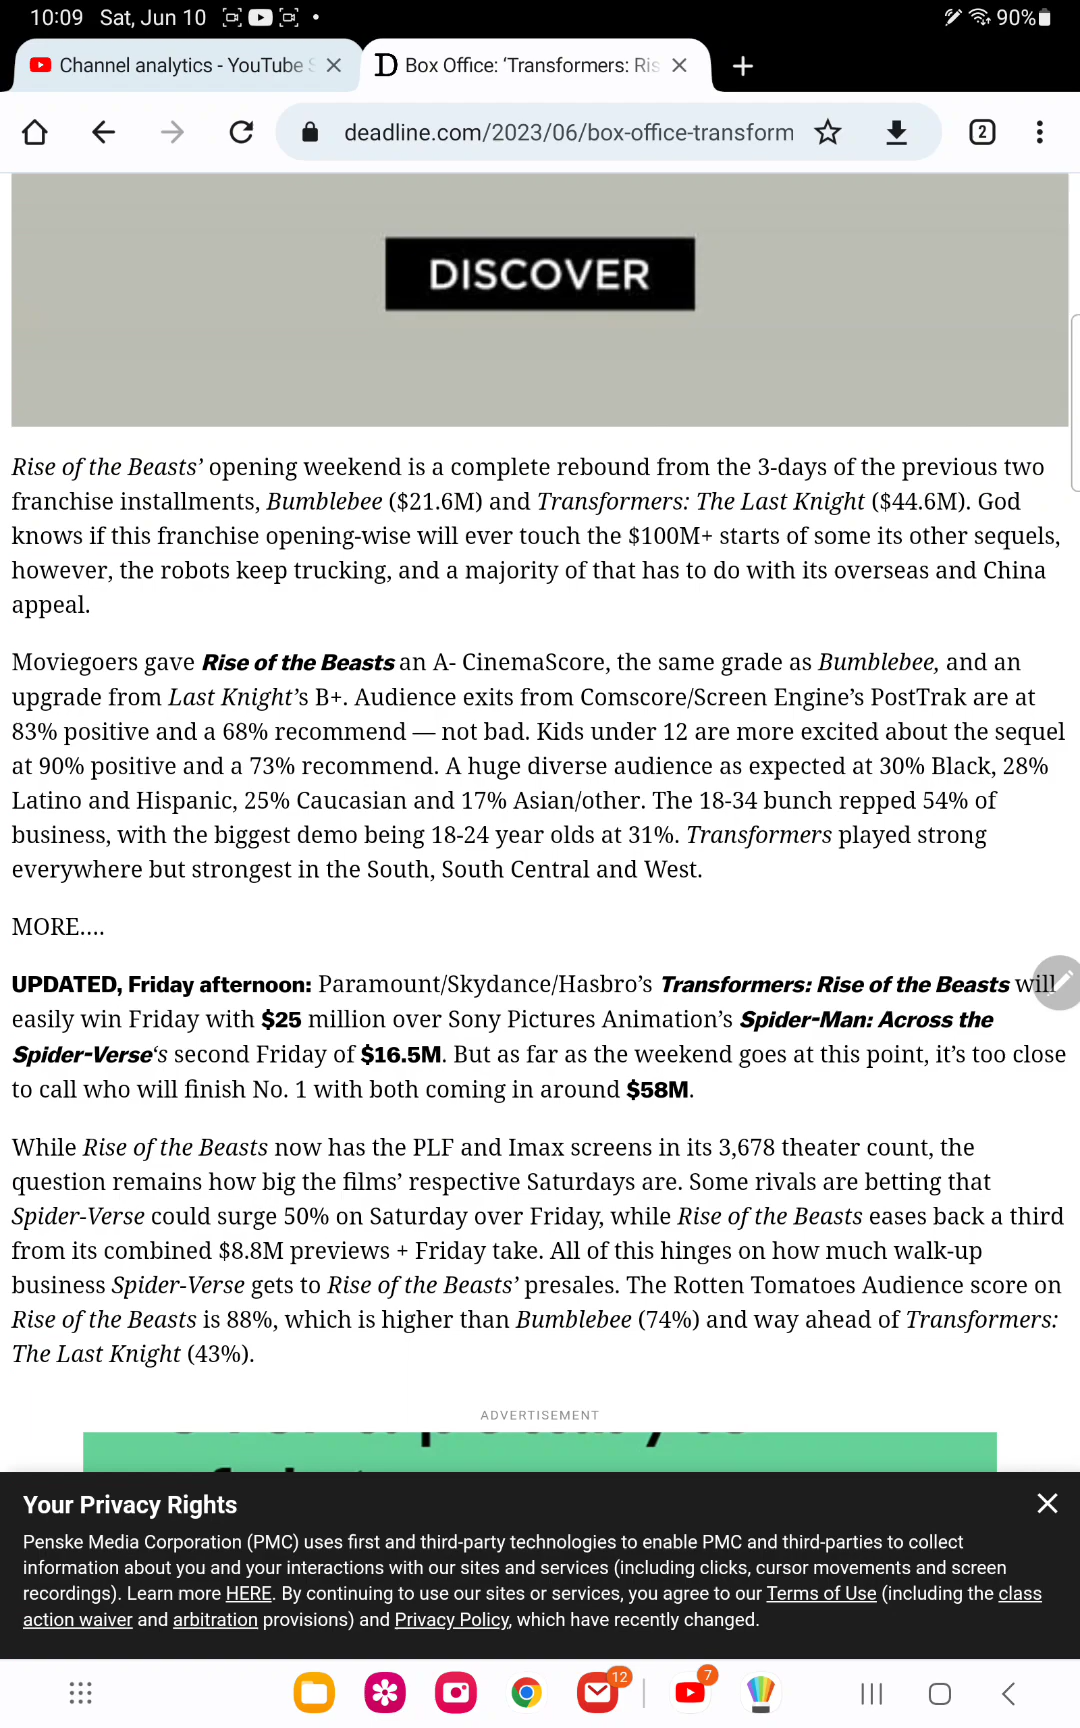 10:09 Sat, Jun 10
90%
Channel analytics - YouTube S
Box Office: ‘Transformers: Ris
deadline.com/2023/06/box-office-transform
2
DISCOVER
Rise of the Beasts’ opening weekend is a complete rebound from the 3-days of the previous two
franchise installments, Bumblebee ($21.6M) and Transformers: The Last Knight ($44.6M). God
knows if this franchise opening-wise will ever touch the $100M+ starts of some its other sequels,
however, the robots keep trucking, and a majority of that has to do with its overseas and China
appeal.
Moviegoers gave Rise of the Beasts an A- CinemaScore, the same grade as Bumblebee, and an
upgrade from Last Knight’s B+. Audience exits from Comscore/Screen Engine’s PostTrak are at
83% positive and a 68% recommend — not bad. Kids under 12 are more excited about the sequel
at 90% positive and a 73% recommend. A huge diverse audience as expected at 30% Black, 28%
Latino and Hispanic, 25% Caucasian and 17% Asian/other. The 18-34 bunch repped 54% of
business, with the biggest demo being 18-24 year olds at 31%. Transformers played strong
everywhere but strongest in the South, South Central and West.
MORE....
UPDATED, Friday afternoon: Paramount/Skydance/Hasbro’s Transformers: Rise of the Beasts will
easily win Friday with $25 million over Sony Pictures Animation’s Spider-Man: Across the
Spider-Verse‘s second Friday of $16.5M. But as far as the weekend goes at this point, it’s too close
to call who will finish No. 1 with both coming in around $58M.
While Rise of the Beasts now has the PLF and Imax screens in its 3,678 theater count, the
question remains how big the films’ respective Saturdays are. Some rivals are betting that
Spider-Verse could surge 50% on Saturday over Friday, while Rise of the Beasts eases back a third
from its combined $8.8M previews + Friday take. All of this hinges on how much walk-up
business Spider-Verse gets to Rise of the Beasts’ presales. The Rotten Tomatoes Audience score on
Rise of the Beasts is 88%, which is higher than Bumblebee (74%) and way ahead of Transformers:
The Last Knight (43%).
ADVERTISEMENT
Your Privacy Rights
Penske Media Corporation (PMC) uses first and third-party technologies to enable PMC and third-parties to collect
information about you and your interactions with our sites and services (including clicks, cursor movements and screen
recordings). Learn more HERE. By continuing to use our sites or services, you agree to our Terms of Use (including the class
action waiver and arbitration provisions) and Privacy Policy, which have recently changed.
12
7